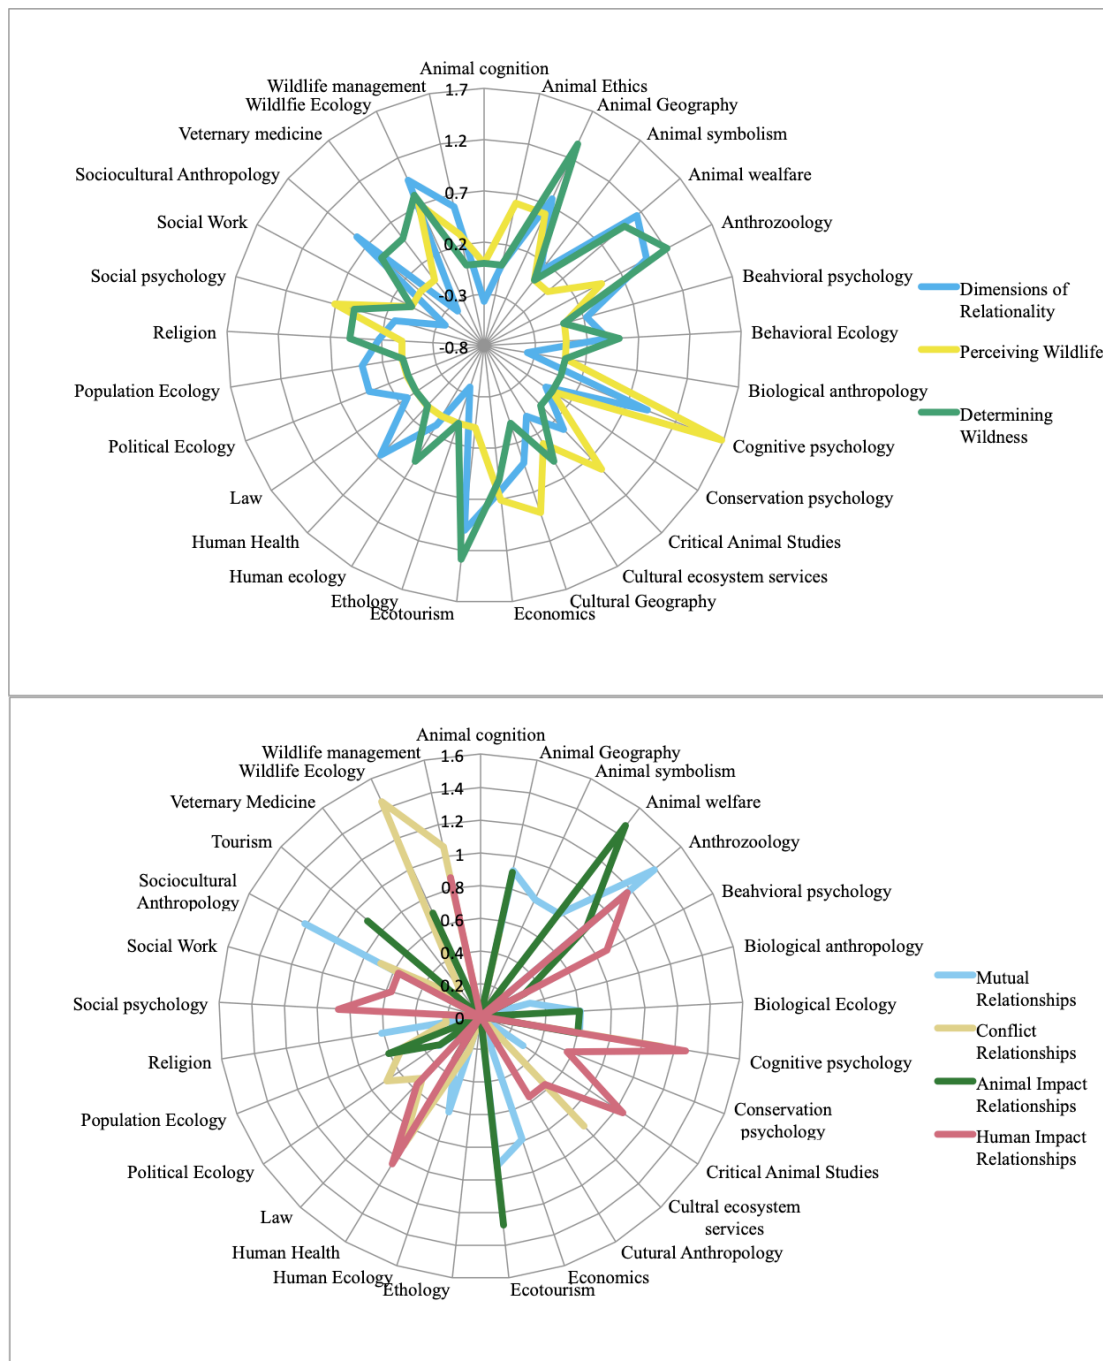 Animal cognition
Wildlife management
1.7
Animal Ethics
Wildlfie Ecology
Animal Geography
Veternary medicine
1.2
Animal symbolism
Sociocultural Anthropology
Animal wealfare
0.7
Social Work
Anthrozoology
0.2
Social psychology
Beahvioral psychology
-0.3
Dimensions of
Relationality
Religion
-0.8
Behavioral Ecology
Perceiving Wildlife
Population Ecology
Biological anthropology
Determining
Wildness
Political Ecology
Cognitive psychology
Law
Conservation psychology
Human Health
Critical Animal Studies
Human ecology
Cultural ecosystem services
Ethology
Cultural Geography
Ecotourism
Economics
Animal cognition
Wildlife management
1.6
Animal Geography
Wildlife Ecology
Animal symbolism
1.4
Veternary Medicine
Animal welfare
1.2
Tourism
Anthrozoology
1
Sociocultural
Anthropology
0.8
Beahvioral psychology
0.6
Social Work
Biological anthropology
0.4
0.2
Mutual
Relationships
Social psychology
0
Biological Ecology
Conflict
Relationships
Religion
Cognitive psychology
Animal Impact
Relationships
Population Ecology
Conservation
psychology
Human Impact
Relationships
Political Ecology
Critical Animal Studies
Law
Cultral ecosystem
services
Human Health
Cutural Anthropology
Human Ecology
Economics
Ethology
Ecotourism